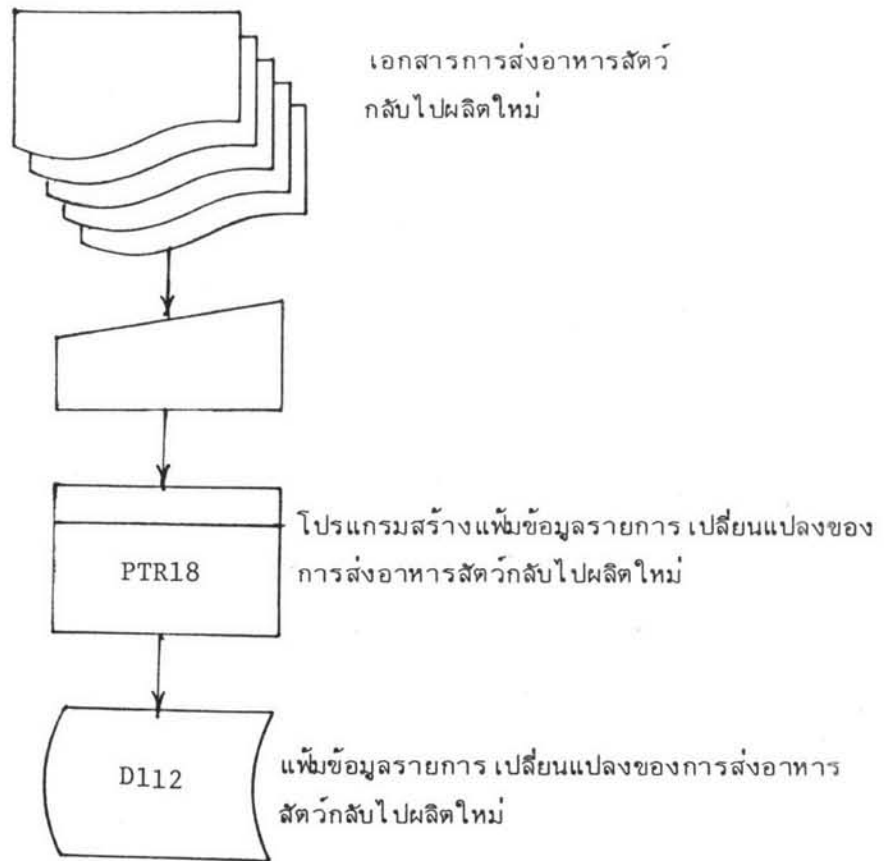 เอกสารการส่งอาหารสัตว์
กลับไปผลิตใหม่
โปรแกรมสร้างแฟ้มข้อมูลรายการ เปลี่ยนแปลงของ
PTR18
การส่งอาหารสัตว์กลับไปผลิตใหม่
D112
แฟ้มข้อมูลรายการ เปลี่ยนแปลงของการส่งอาหาร
สัตว์กลับไปผลิตใหม่